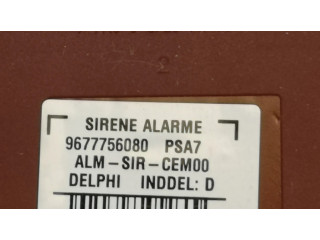 2
SIRENE ALARME
9677756080 PSA7
ALM-SIR-CEM00
DELPHI INDDEL: D